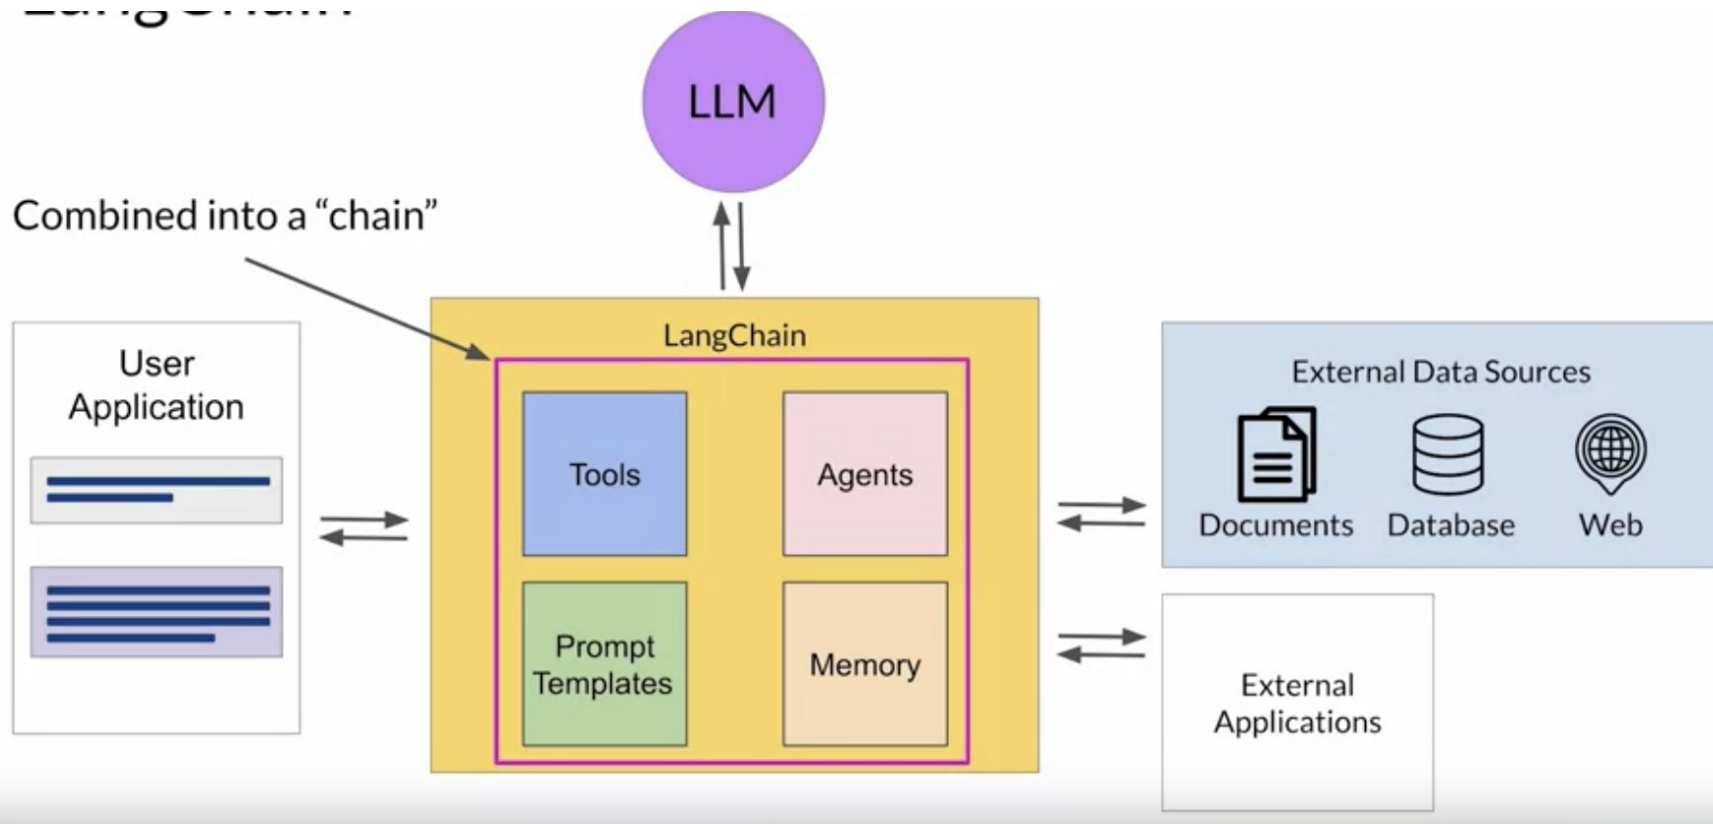 LangChain
LLM
Combined into a “chain”
User
Application
LangChain
Tools
Agents
Prompt
Templates
Memory
External Data Sources
Documents
Database
Web
External
Applications